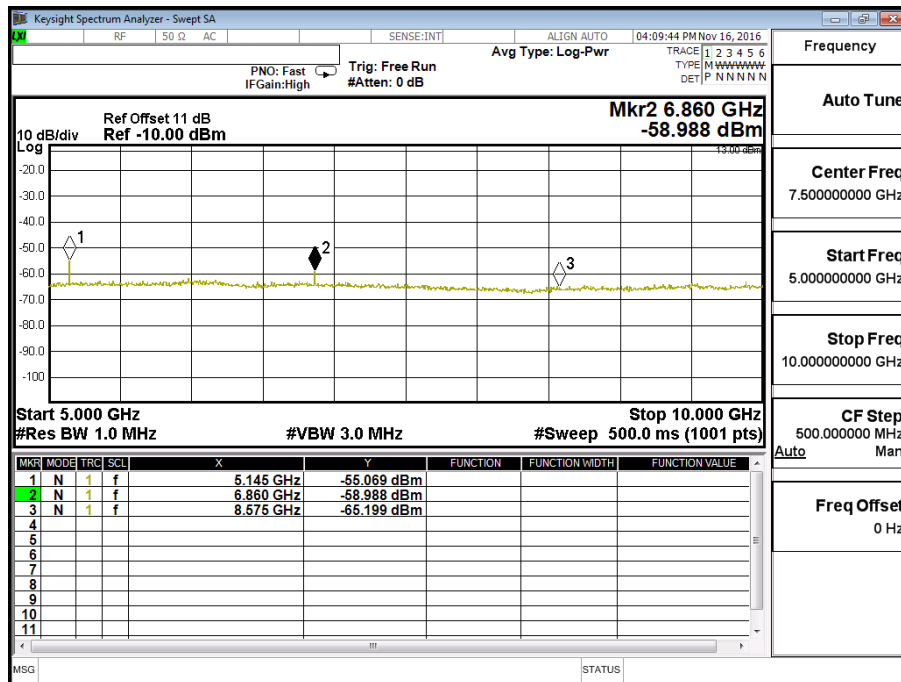 Keysight Spectrum Analyzer - Swept SA
LXI RF 50 Ω AC SENSE:INT ALIGN AUTO 04:09:44 PM Nov 16, 2016
PNO: Fast
IFGain:High
Trig: Free Run
#Atten: 0 dB
Avg Type: Log-Pwr
TRACE 1 2 3 4 5 6
TYPE M WWWWW
DET P N N N N N
Ref Offset 11 dB
10 dB/div Ref -10.00 dBm
Mkr2 6.860 GHz
-58.988 dBm
Log
-13.00 dBm
-20.0
-30.0
-40.0
-50.0
-60.0
-70.0
-80.0
-90.0
-100
1
2
3
Start 5.000 GHz Stop 10.000 GHz
#Res BW 1.0 MHz #VBW 3.0 MHz #Sweep 500.0 ms (1001 pts)
MKR MODE TRC SCL X Y FUNCTION FUNCTION WIDTH FUNCTION VALUE
1 N 1 f 5.145 GHz -55.069 dBm
2 N 1 f 6.860 GHz -58.988 dBm
3 N 1 f 8.575 GHz -65.199 dBm
4
5
6
7
8
9
10
11
MSG STATUS
Frequency
Auto Tune
Center Freq
7.500000000 GHz
Start Freq
5.000000000 GHz
Stop Freq
10.000000000 GHz
CF Step
500.000000 MHz
Auto Man
Freq Offset
0 Hz